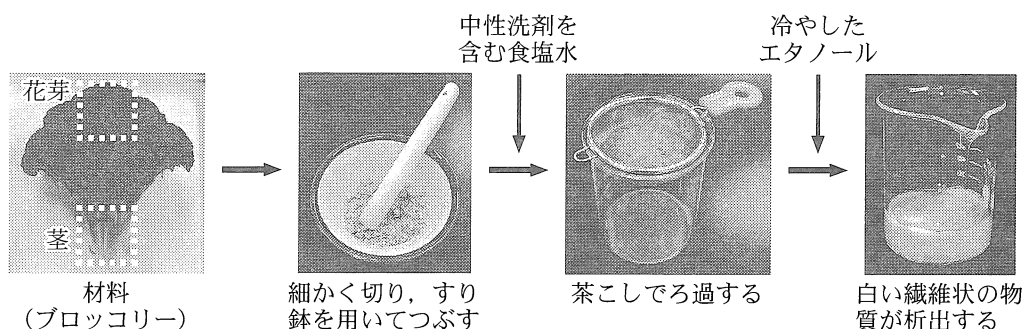 中性洗剤を
含む食塩水
冷やした
エタノール
花芽
茎
材料
（ブロッコリー）
細かく切り，すり
鉢を用いてつぶす
茶こしでろ過する
白い繊維状の物
質が析出する